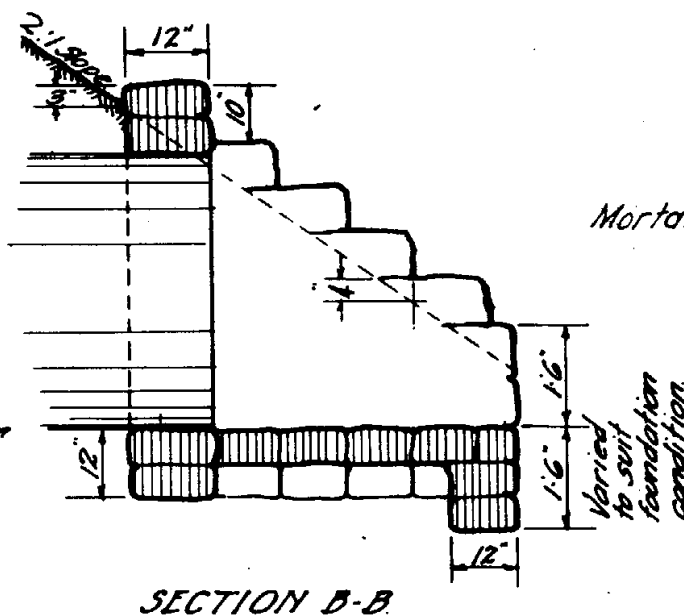 2:1 Slope
12"
3"
10"
Morta
4"
1'6"
12"
1'6"
Varied
to suit
foundation
condition.
12"
SECTION B-B